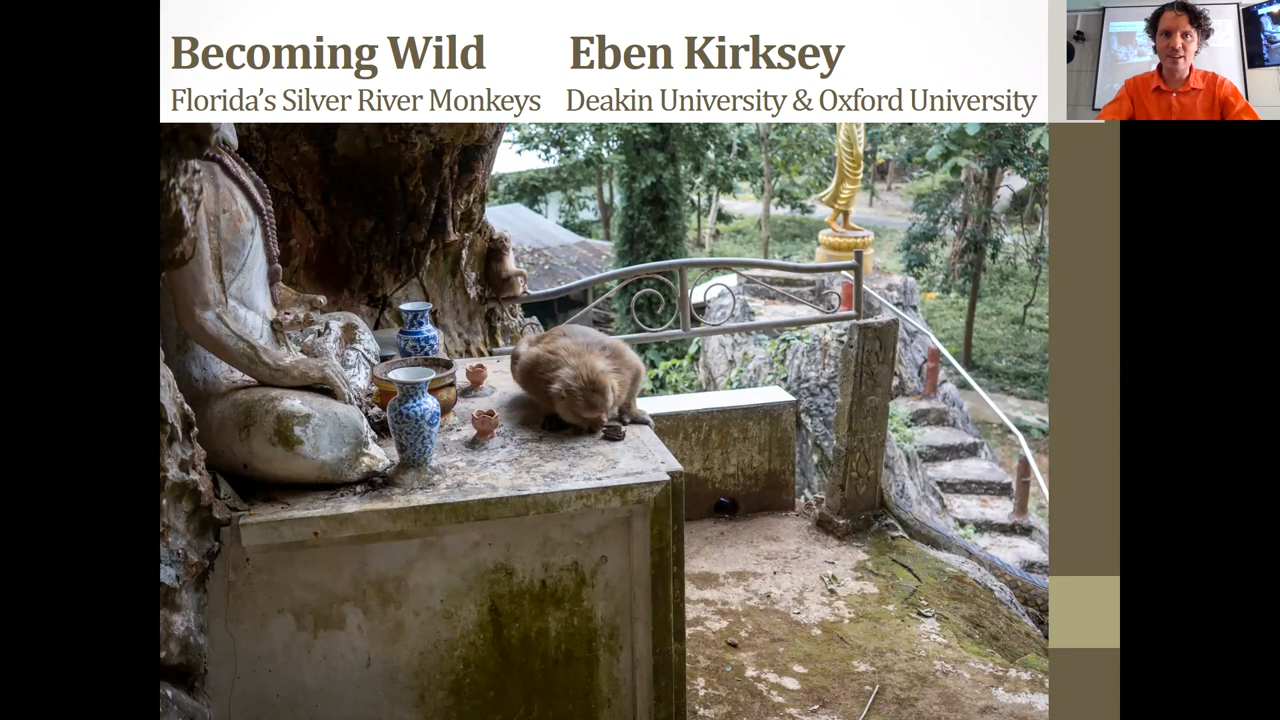 Becoming Wild
Florida's Silver River Monkeys
Eben Kirksey
Deakin University & Oxford University